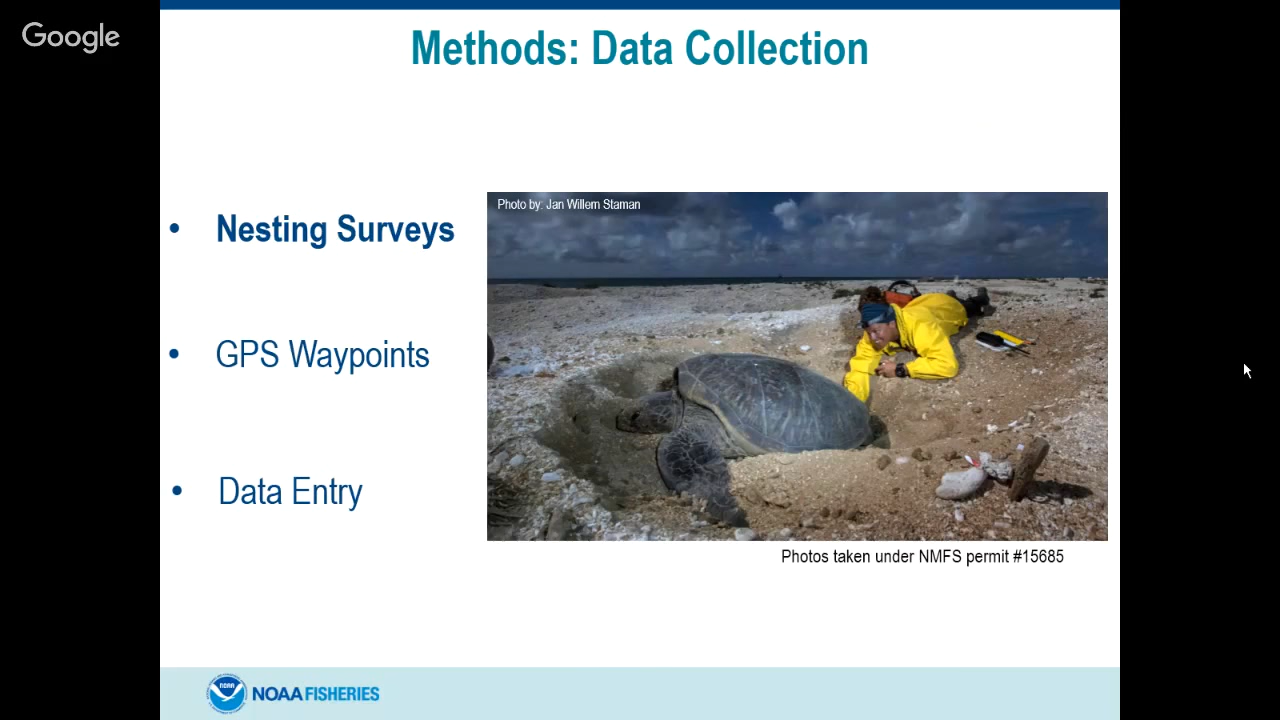 Google
Methods: Data Collection
• Nesting Surveys
Photo by: Jan Willem Staman
• GPS Waypoints
• Data Entry
Photos taken under NMFS permit #15685
NOAA
NOAA FISHERIES